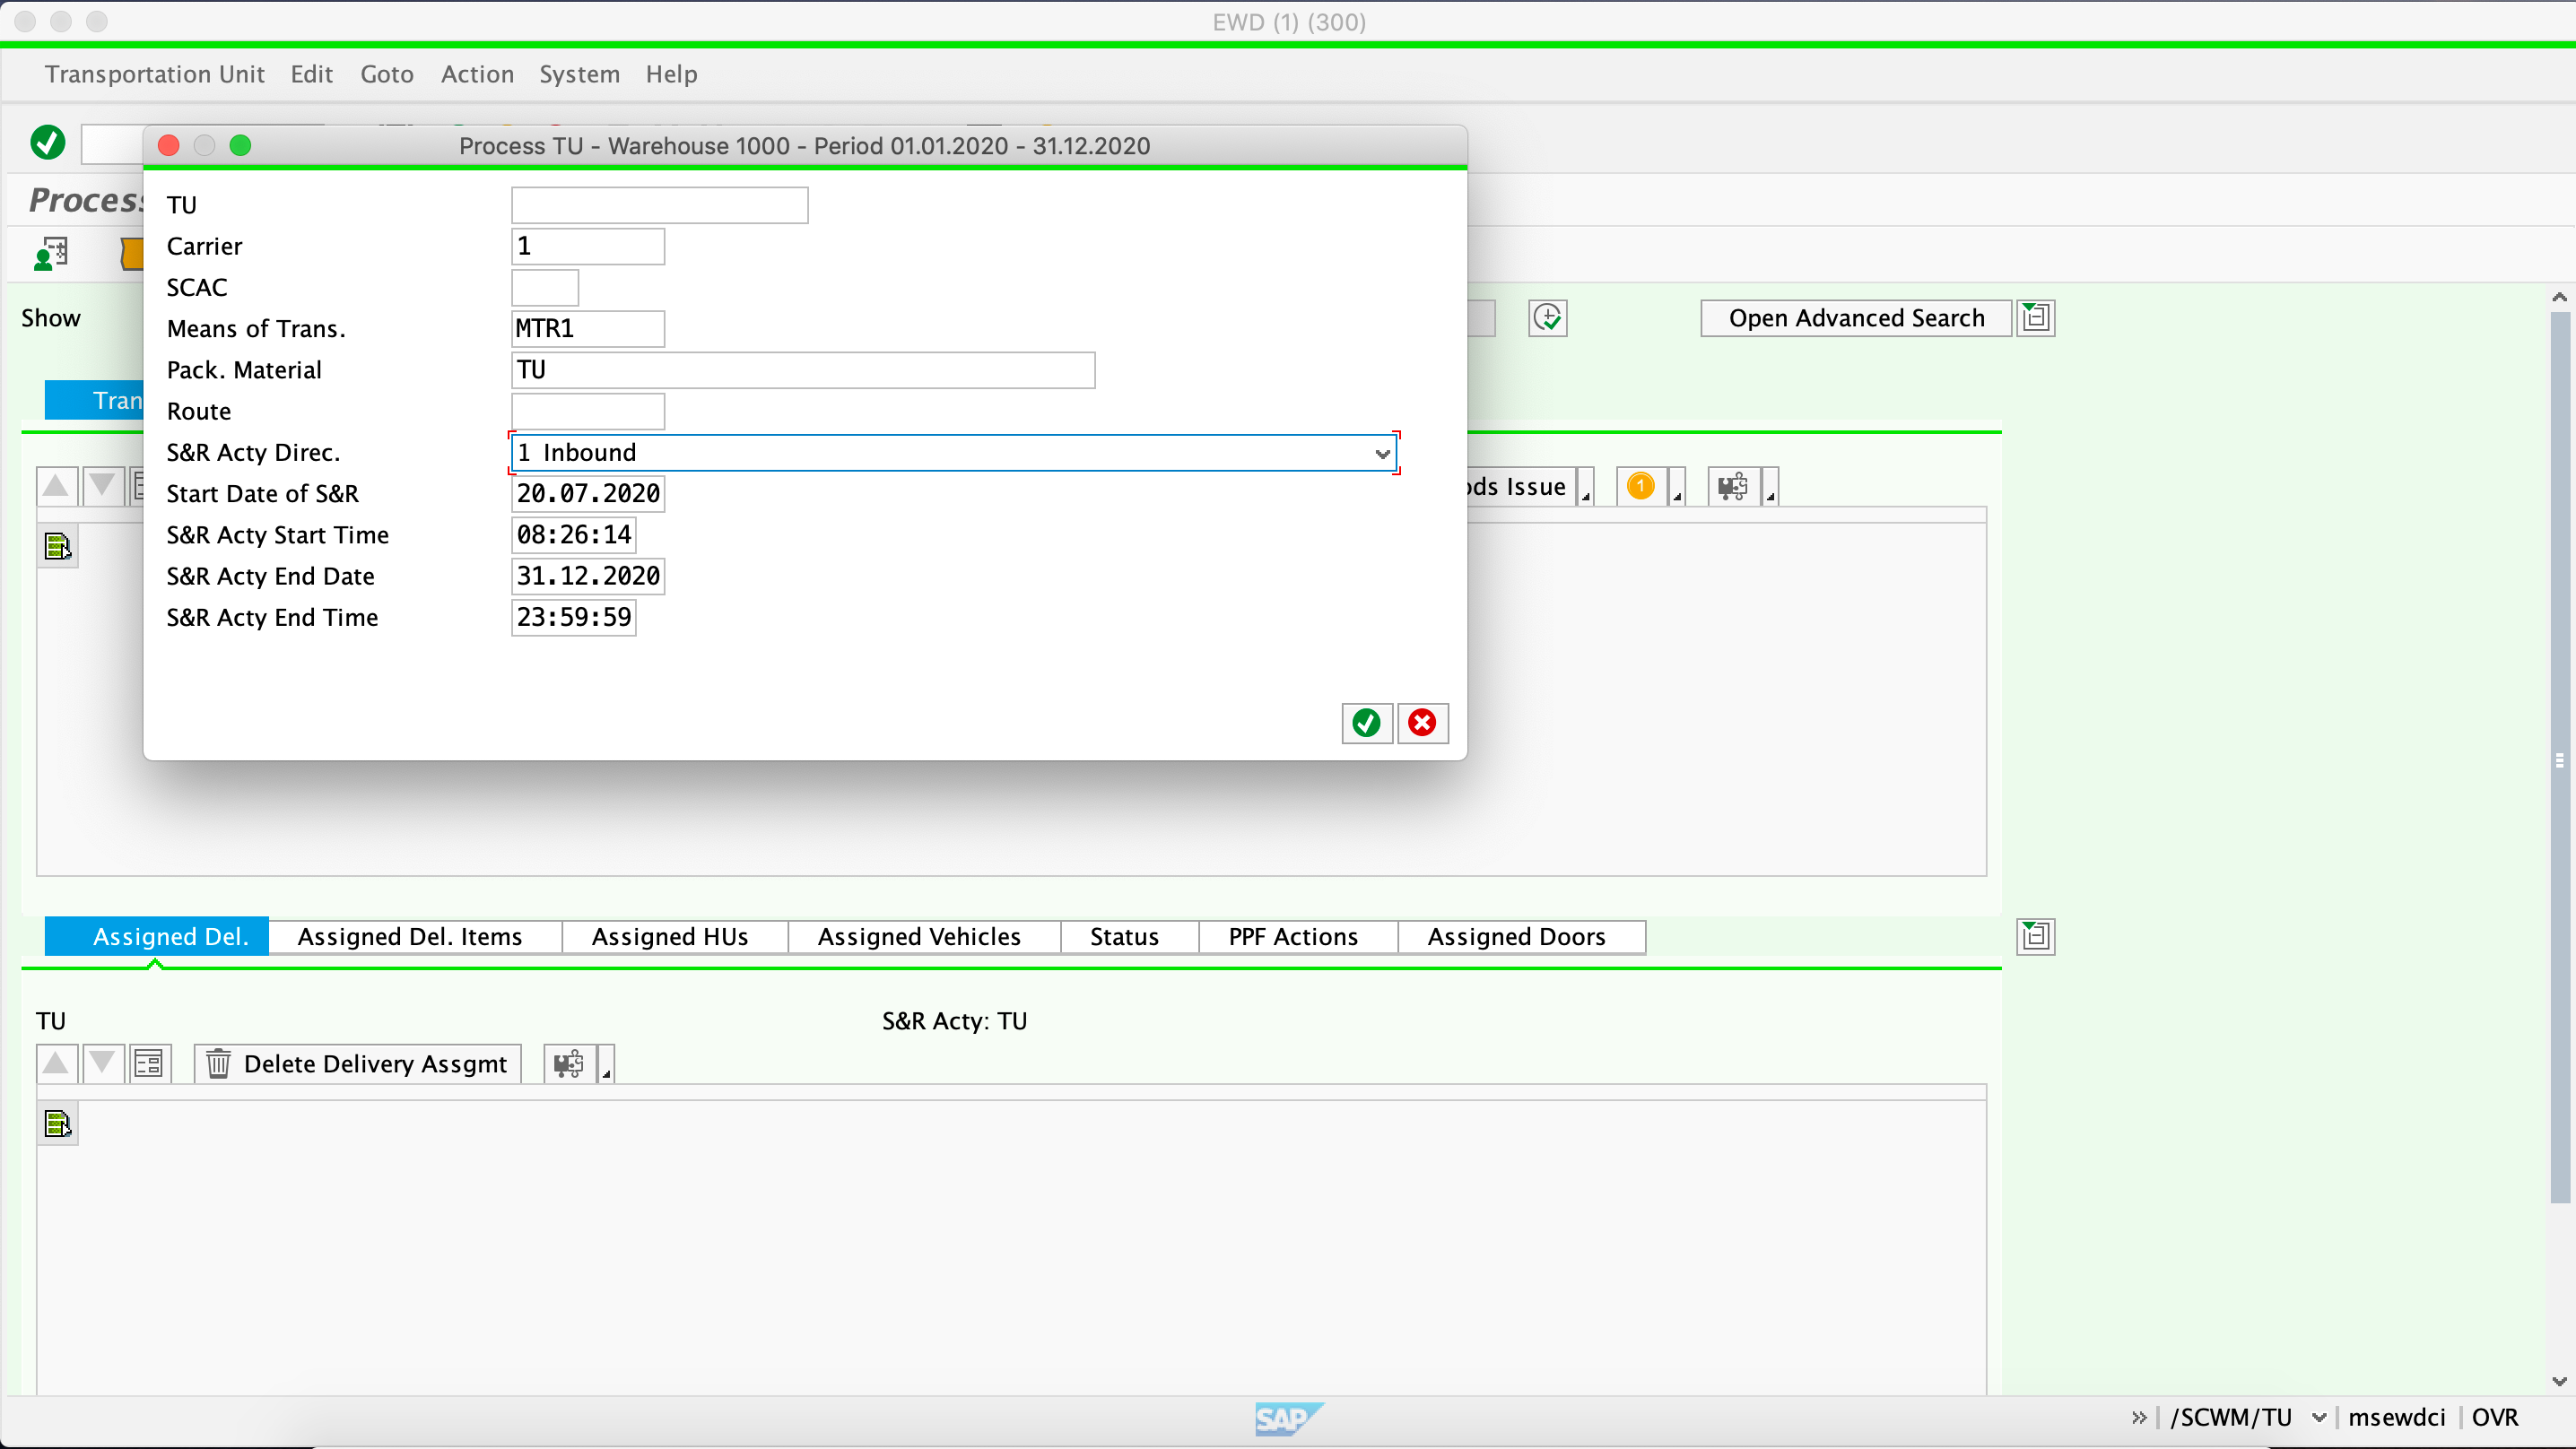 EWD (1) (300)
Transportation Unit Edit Goto Action System Help
Process TU - Warehouse 1000 - Period 01.01.2020 - 31.12.2020
Process
TU
Carrier 1
SCAC
Show
Means of Trans. MTR1
Open Advanced Search
Pack. Material TU
Route
S&R Acty Direc. 1 Inbound
Start Date of S&R 20.07.2020
Issue
1
S&R Acty Start Time 08:26:14
S&R Acty End Date 31.12.2020
S&R Acty End Time 23:59:59
Assigned Del. Assigned Del. Items Assigned HUs Assigned Vehicles Status PPF Actions Assigned Doors
TU S&R Acty: TU
Delete Delivery Assgmt
SAP
/SCWM/TU msewdci OVR